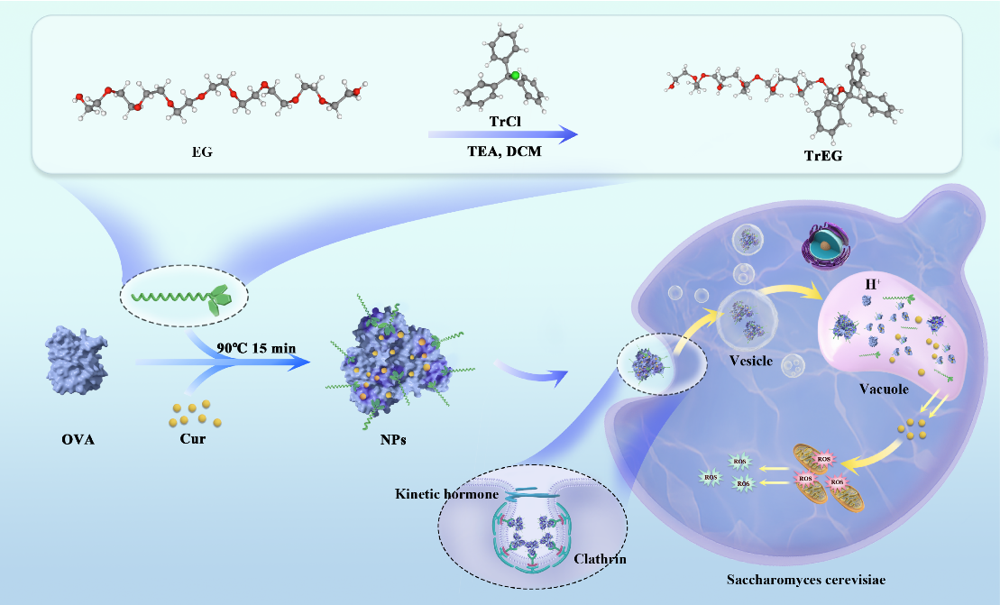 TrCl
EG
TEA, DCM
TrEG
H⁺
90℃ 15 min
Vesicle
Vacuole
OVA
Cur
NPs
ROS
ROS
ROS
ROS
ROS
ROS
Kinetic hormone
Clathrin
Saccharomyces cerevisiae